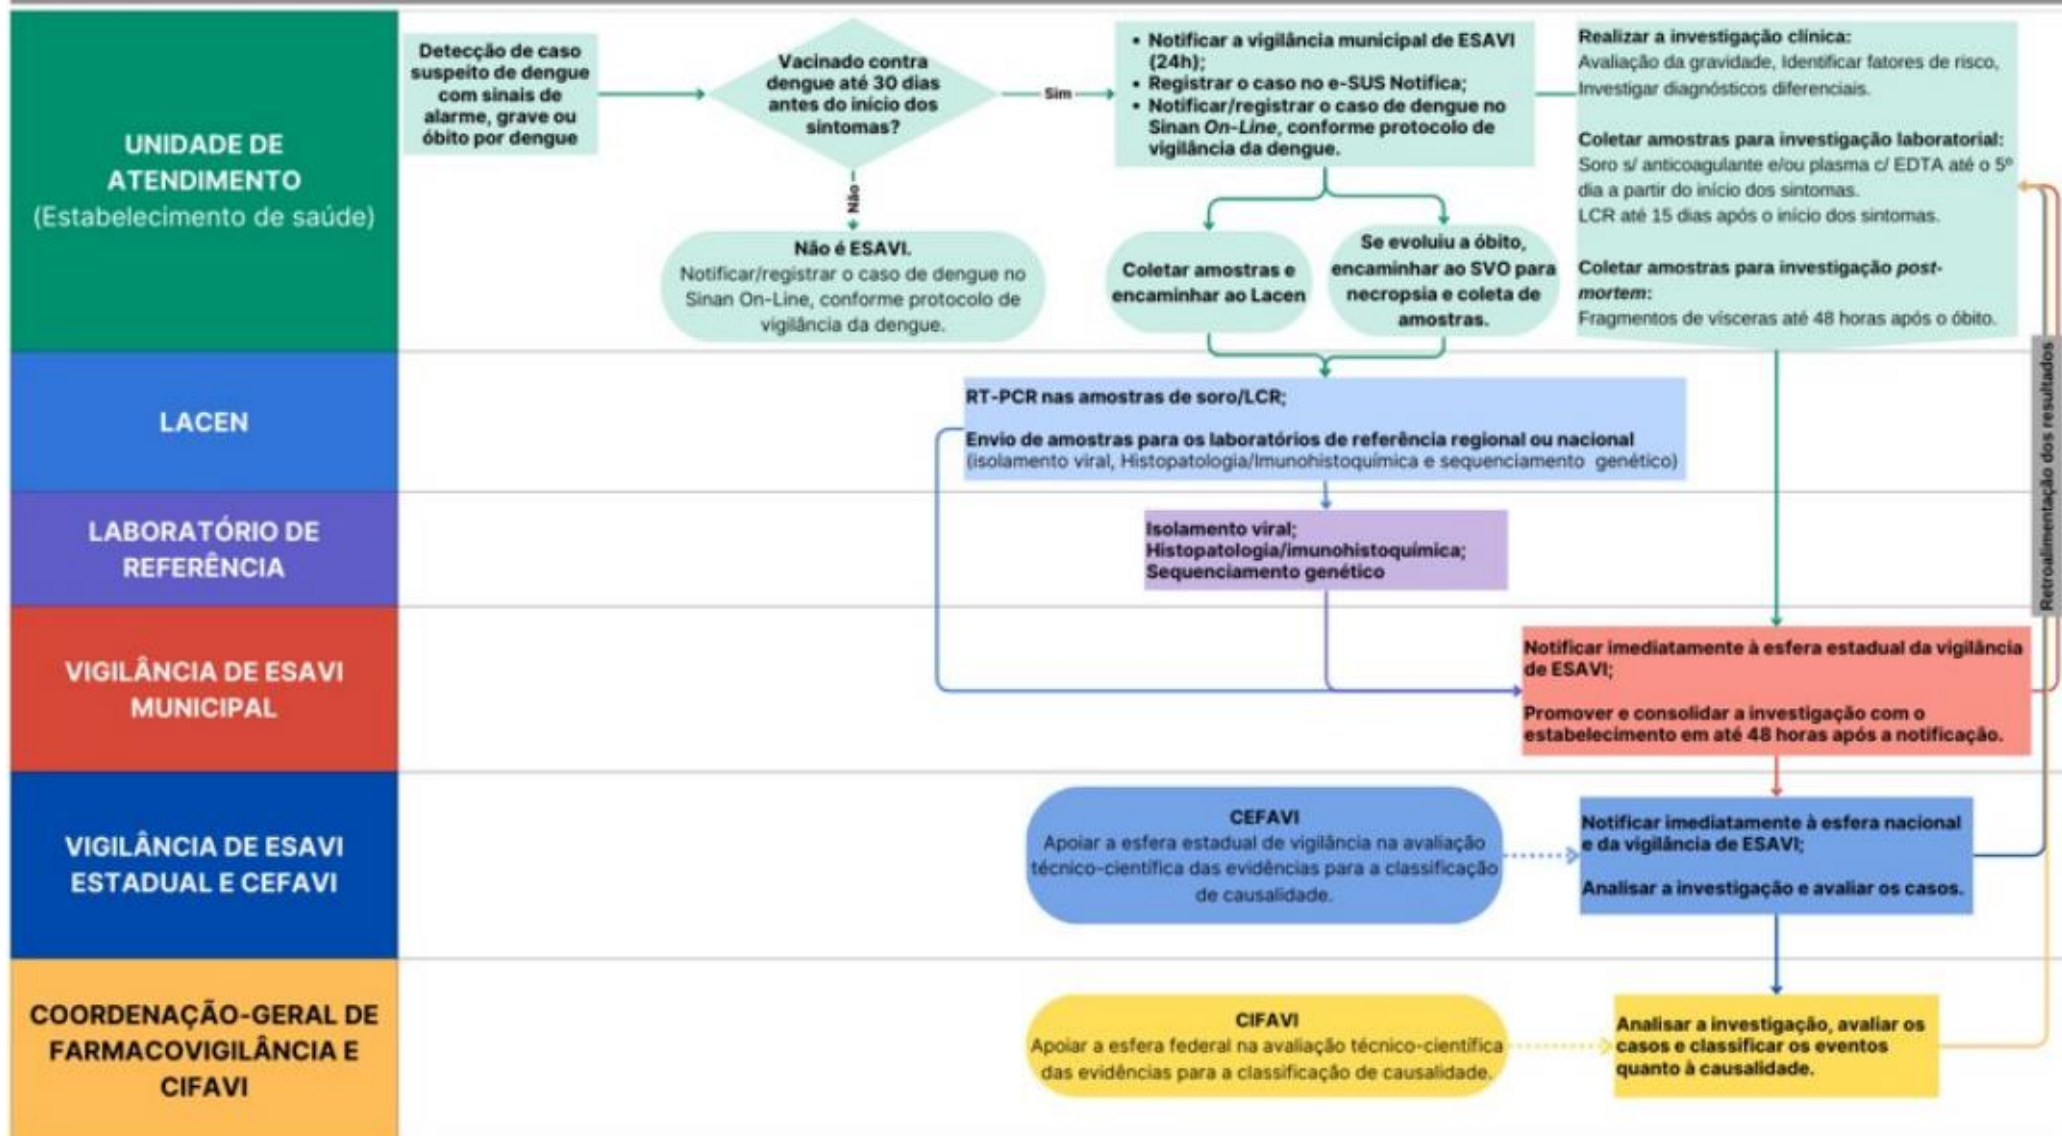 UNIDADE DE
ATENDIMENTO
(Estabelecimento de saúde)
Detecção de caso
suspeito de dengue
com sinais de
alarme, grave ou
óbito por dengue
Vacinado contra
dengue até 30 dias
antes do início dos
sintomas?
Sim
Não
Não é ESAVI.
Notificar/registrar o caso de dengue no
Sinan On-Line, conforme protocolo de
vigilância da dengue.
• Notificar a vigilância municipal de ESAVI
(24h);
• Registrar o caso no e-SUS Notifica;
• Notificar/registrar o caso de dengue no
Sinan On-Line, conforme protocolo de
vigilância da dengue.
Coletar amostras e
encaminhar ao Lacen
Se evoluiu a óbito,
encaminhar ao SVO para
necropsia e coleta de
amostras.
Realizar a investigação clínica:
Avaliação da gravidade, Identificar fatores de risco,
Investigar diagnósticos diferenciais.
Coletar amostras para investigação laboratorial:
Soro s/ anticoagulante e/ou plasma c/ EDTA até o 5º
dia a partir do início dos sintomas.
LCR até 15 dias após o início dos sintomas.
Coletar amostras para investigação post-
mortem:
Fragmentos de vísceras até 48 horas após o óbito.
Retroalimentação dos resultados
LACEN
RT-PCR nas amostras de soro/LCR;
Envio de amostras para os laboratórios de referência regional ou nacional
(isolamento viral, Histopatologia/Imunohistoquímica e sequenciamento genético)
LABORATÓRIO DE
REFERÊNCIA
Isolamento viral;
Histopatologia/imunohistoquímica;
Sequenciamento genético
VIGILÂNCIA DE ESAVI
MUNICIPAL
Notificar imediatamente à esfera estadual da vigilância
de ESAVI;
Promover e consolidar a investigação com o
estabelecimento em até 48 horas após a notificação.
VIGILÂNCIA DE ESAVI
ESTADUAL E CEFAVI
CEFAVI
Apoiar a esfera estadual de vigilância na avaliação
técnico-científica das evidências para a classificação
de causalidade.
Notificar imediatamente à esfera nacional
e da vigilância de ESAVI;
Analisar a investigação e avaliar os casos.
COORDENAÇÃO-GERAL DE
FARMACOVIGILÂNCIA E
CIFAVI
CIFAVI
Apoiar a esfera federal na avaliação técnico-científica
das evidências para a classificação de causalidade.
Analisar a investigação, avaliar os
casos e classificar os eventos
quanto à causalidade.